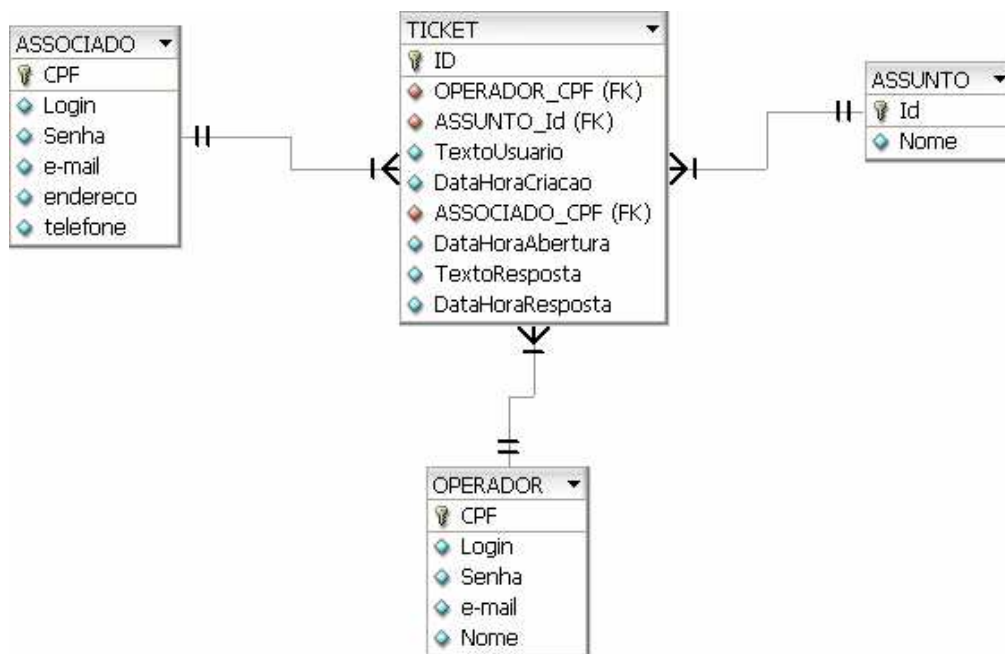 ASSOCIADO
CPF
Login
Senha
e-mail
endereco
telefone
TICKET
ID
OPERADOR_CPF (FK)
ASSUNTO_Id (FK)
TextoUsuario
DataHoraCriacao
ASSOCIADO_CPF (FK)
DataHoraAbertura
TextoResposta
DataHoraResposta
ASSUNTO
Id
Nome
OPERADOR
CPF
Login
Senha
e-mail
Nome